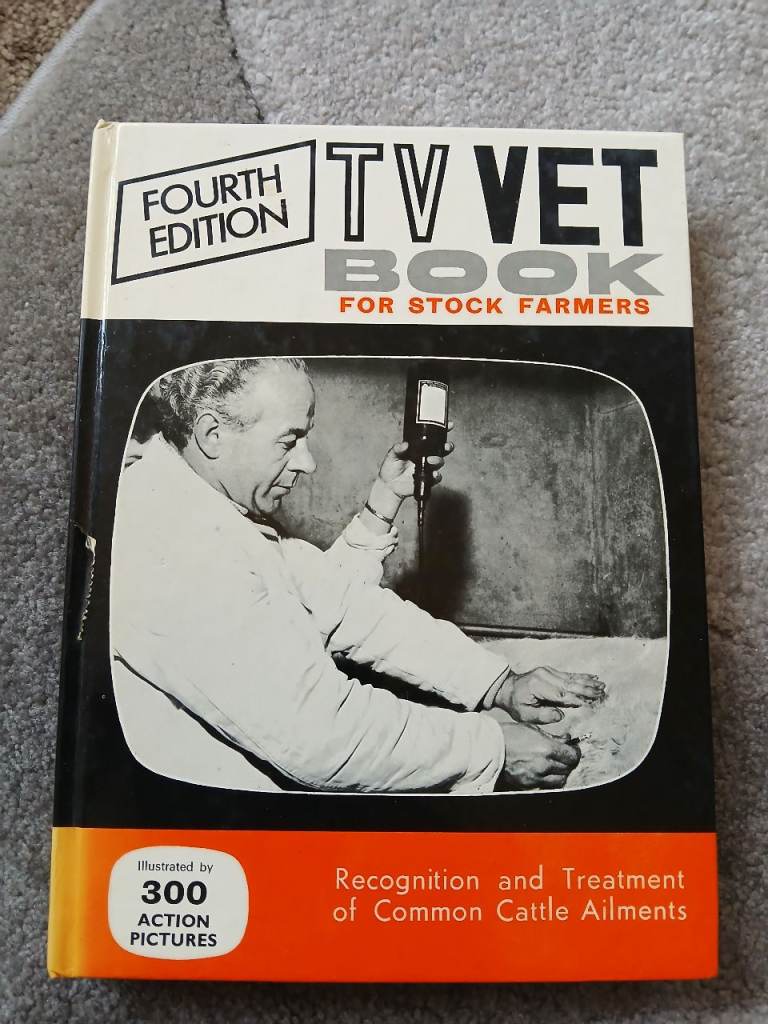 FOURTH
EDITION
TV VET
BOOK
FOR STOCK FARMERS
Illustrated by
300
ACTION
PICTURES
Recognition and Treatment
of Common Cattle Ailments